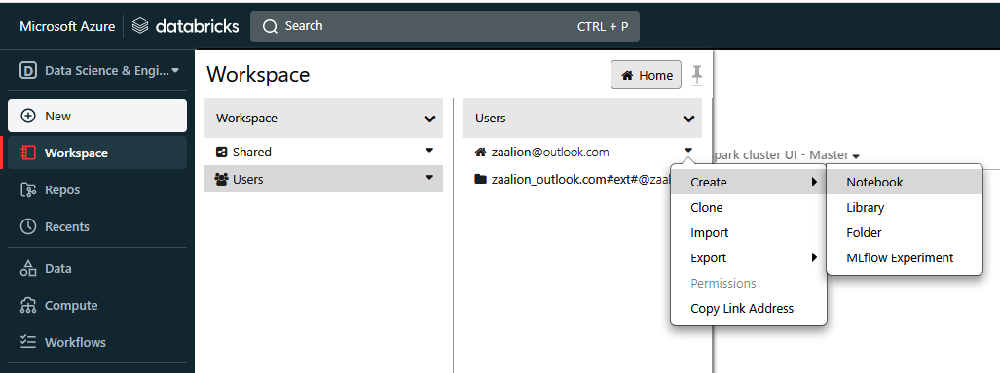 Microsoft Azure databricks Search CTRL + P
Data Science & Engi...
New
Workspace
Repos
Recents
Data
Compute
Workflows
Workspace Home
Workspace
Shared
Users
Users
zaalion@outlook.com
zaalion_outlook.com#ext#@zaal
park cluster UI - Master
Create
Clone
Import
Export
Permissions
Copy Link Address
Notebook
Library
Folder
MLflow Experiment